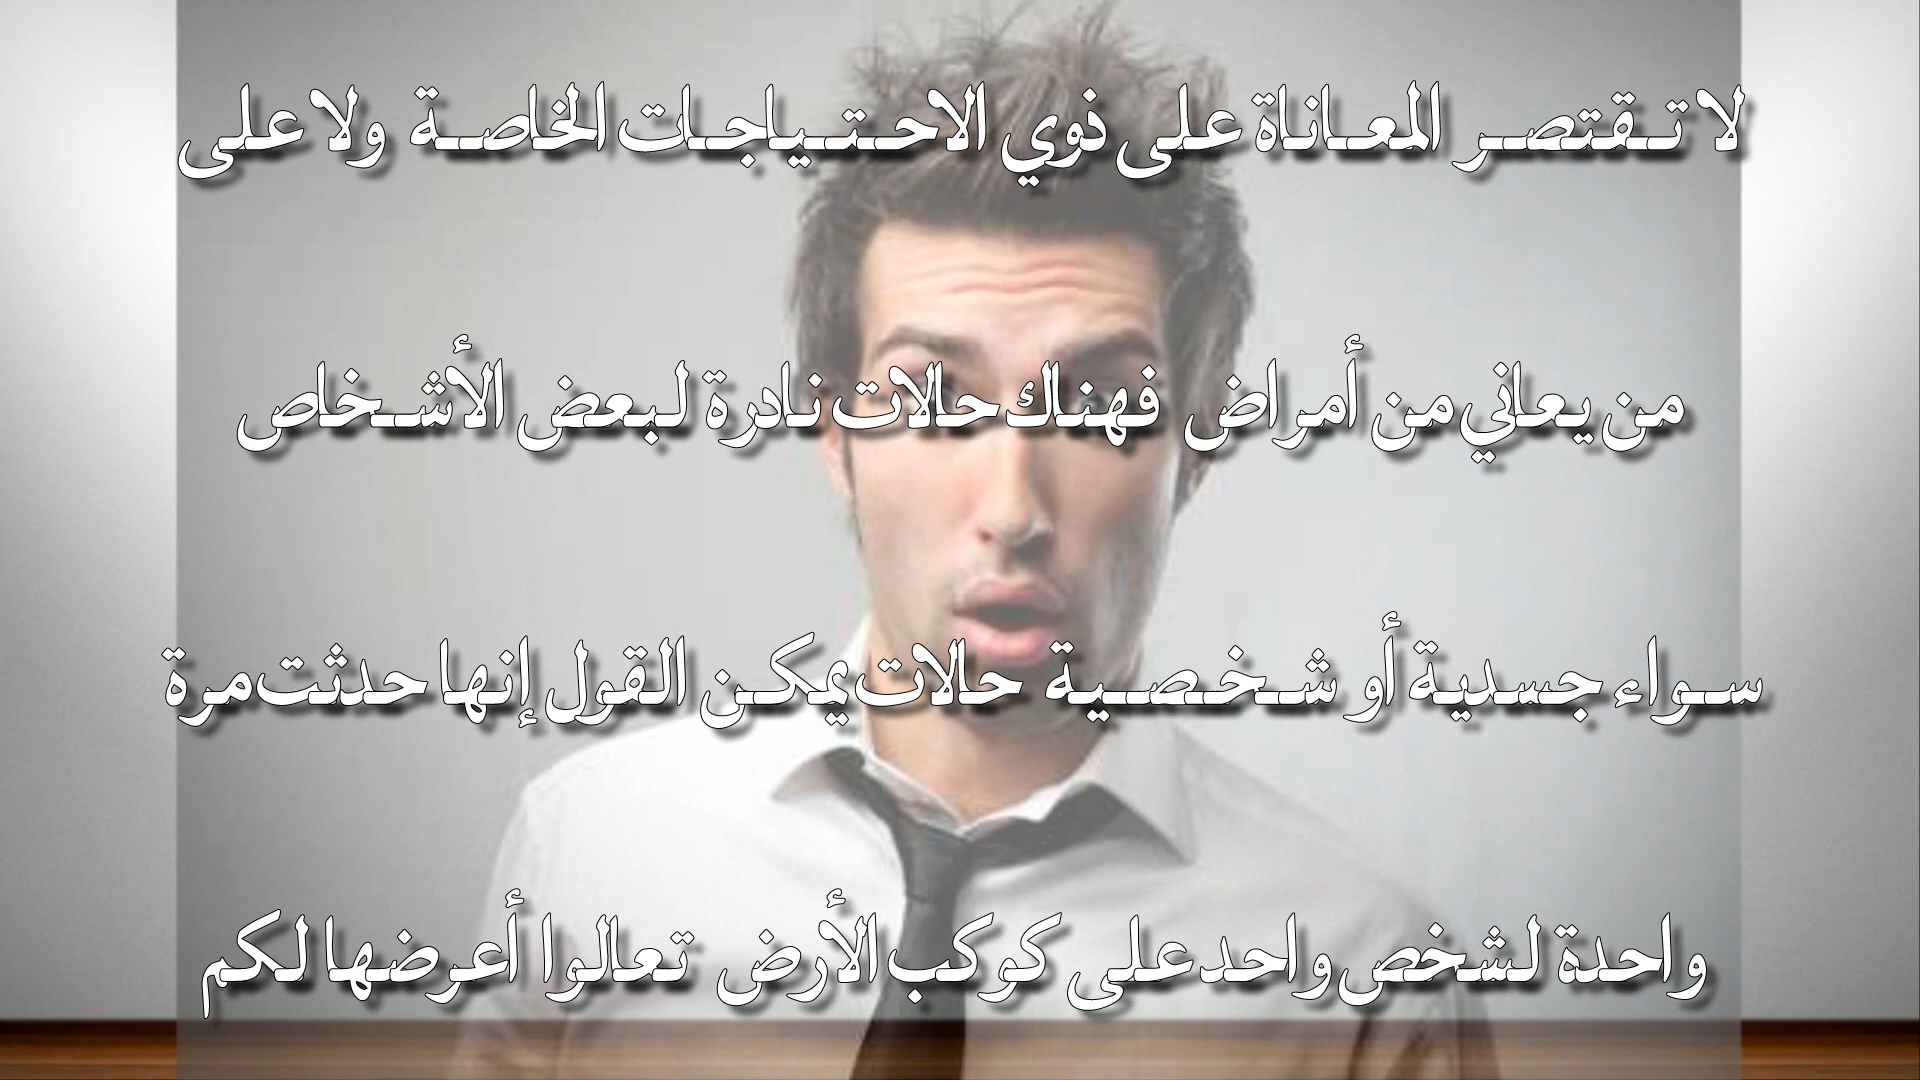 لا تقتصر المعاناة على ذوي الاحتياجات الخاصة ولا على
من يعاني من أمراض فهناك حالات نادرة لبعض الأشخاص
سواء جسدية أو شخصية حالات يمكن القول إنها حدثت مرة
واحدة لشخص واحد على كوكب الأرض تعالوا أعرضها لكم